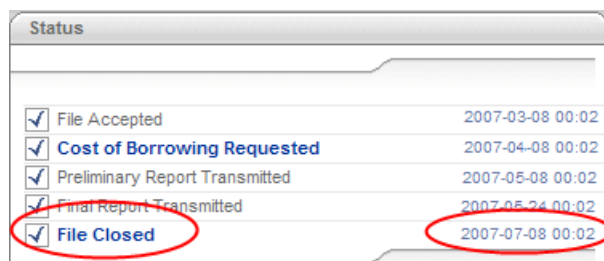 Status
File Accepted 2007-03-08 00:02
Cost of Borrowing Requested 2007-04-08 00:02
Preliminary Report Transmitted 2007-05-08 00:02
Final Report Transmitted 2007-05-24 00:02
File Closed 2007-07-08 00:02